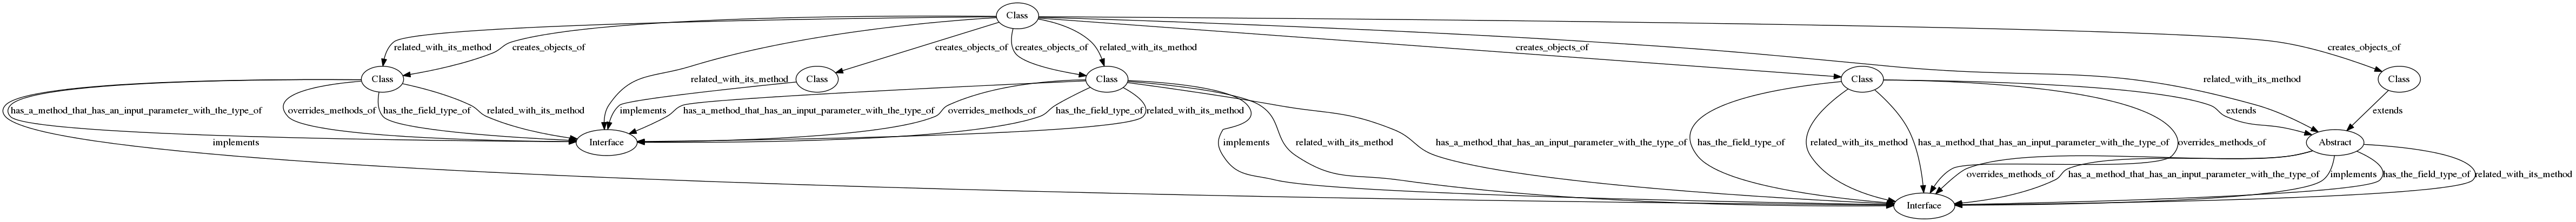 Class
related_with_its_method
creates_objects_of
creates_objects_of
creates_objects_of
related_with_its_method
creates_objects_of
creates_objects_of
Class
related_with_its_method
Class
Class
Class
related_with_its_method
Class
has_a_method_that_has_an_input_parameter_with_the_type_of
overrides_methods_of
has_the_field_type_of
related_with_its_method
implements
has_a_method_that_has_an_input_parameter_with_the_type_of
overrides_methods_of
has_the_field_type_of
related_with_its_method
extends
extends
implements
Interface
implements
related_with_its_method
has_a_method_that_has_an_input_parameter_with_the_type_of
has_the_field_type_of
related_with_its_method
has_a_method_that_has_an_input_parameter_with_the_type_of
overrides_methods_of
Abstract
overrides_methods_of
has_a_method_that_has_an_input_parameter_with_the_type_of
implements
has_the_field_type_of
related_with_its_method
Interface